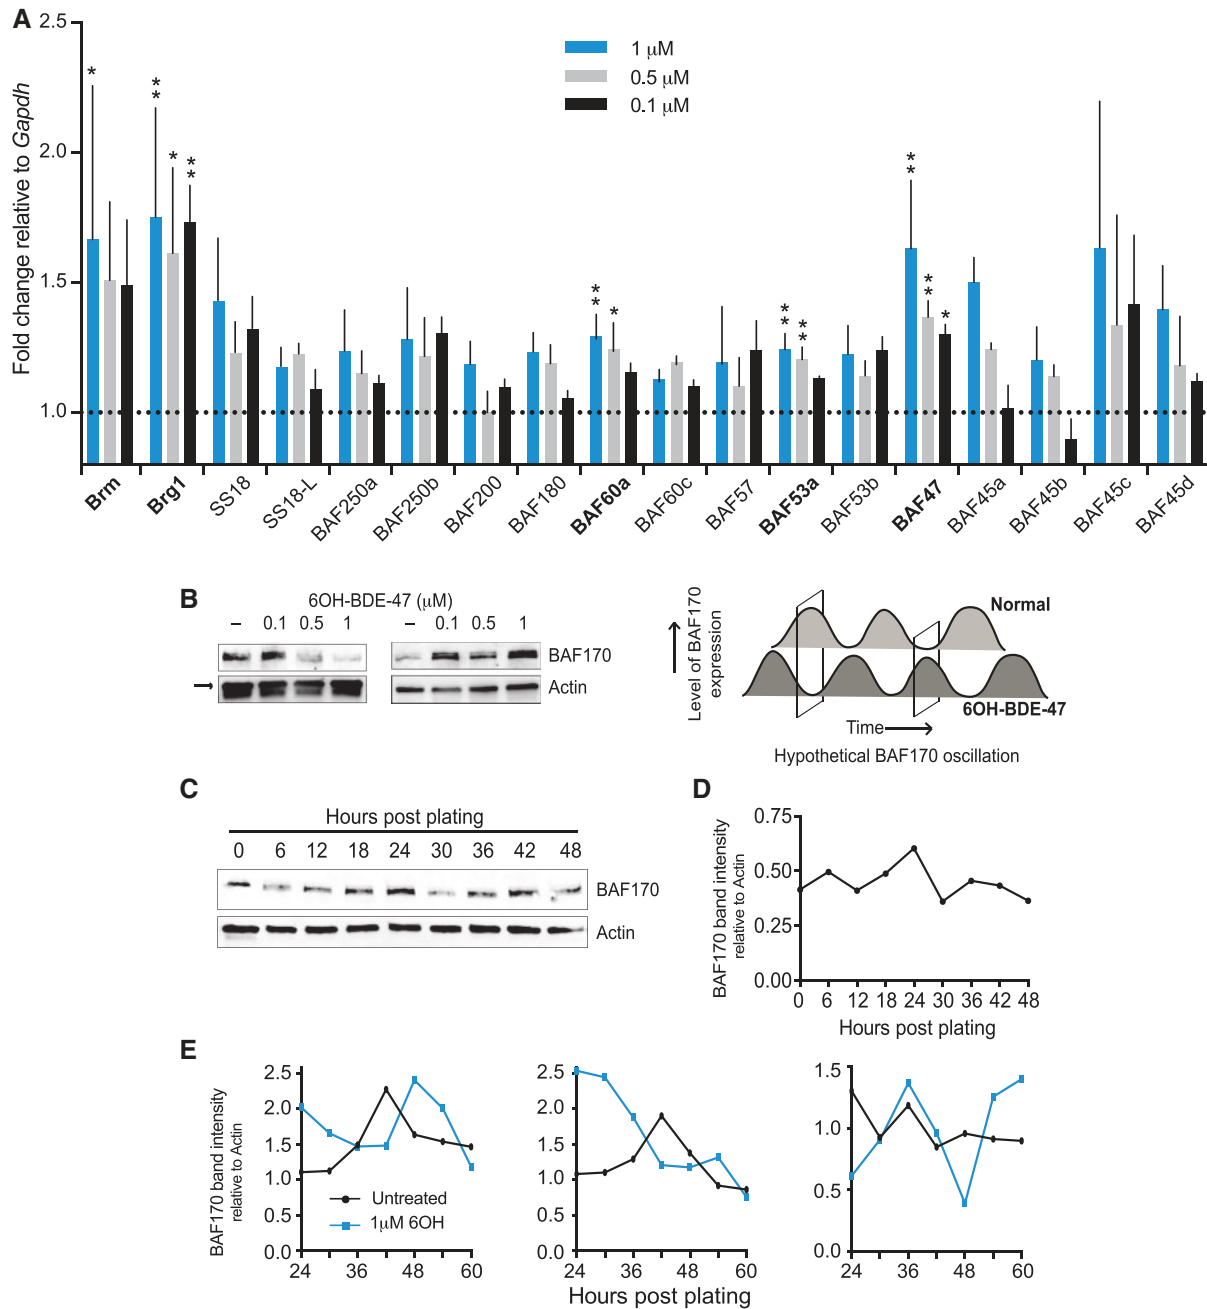 A
2.5
2.0
1.5
1.0
Fold change relative to Gapdh
1 μM
0.5 μM
0.1 μM
*
* *
*
* *
* *
*
* *
* *
* *
* *
*
Brm
Brg1
SS18
SS18-L
BAF250a
BAF250b
BAF200
BAF180
BAF60a
BAF60c
BAF57
BAF53a
BAF53b
BAF47
BAF45a
BAF45b
BAF45c
BAF45d
B
6OH-BDE-47 (μM)
– 0.1 0.5 1
– 0.1 0.5 1
BAF170
Actin
Level of BAF170
expression
Normal
6OH-BDE-47
Time
Hypothetical BAF170 oscillation
C
Hours post plating
0 6 12 18 24 30 36 42 48
BAF170
Actin
D
BAF170 band intensity
relative to Actin
0.75
0.50
0.25
0.00
0 6 12 18 24 30 36 42 48
Hours post plating
E
BAF170 band intensity
relative to Actin
2.5
2.0
1.5
1.0
0.5
0.0
Untreated
1μM 6OH
24 36 48 60
2.5
2.0
1.5
1.0
0.5
0.0
24 36 48 60
1.5
1.0
0.5
0.0
24 36 48 60
Hours post plating